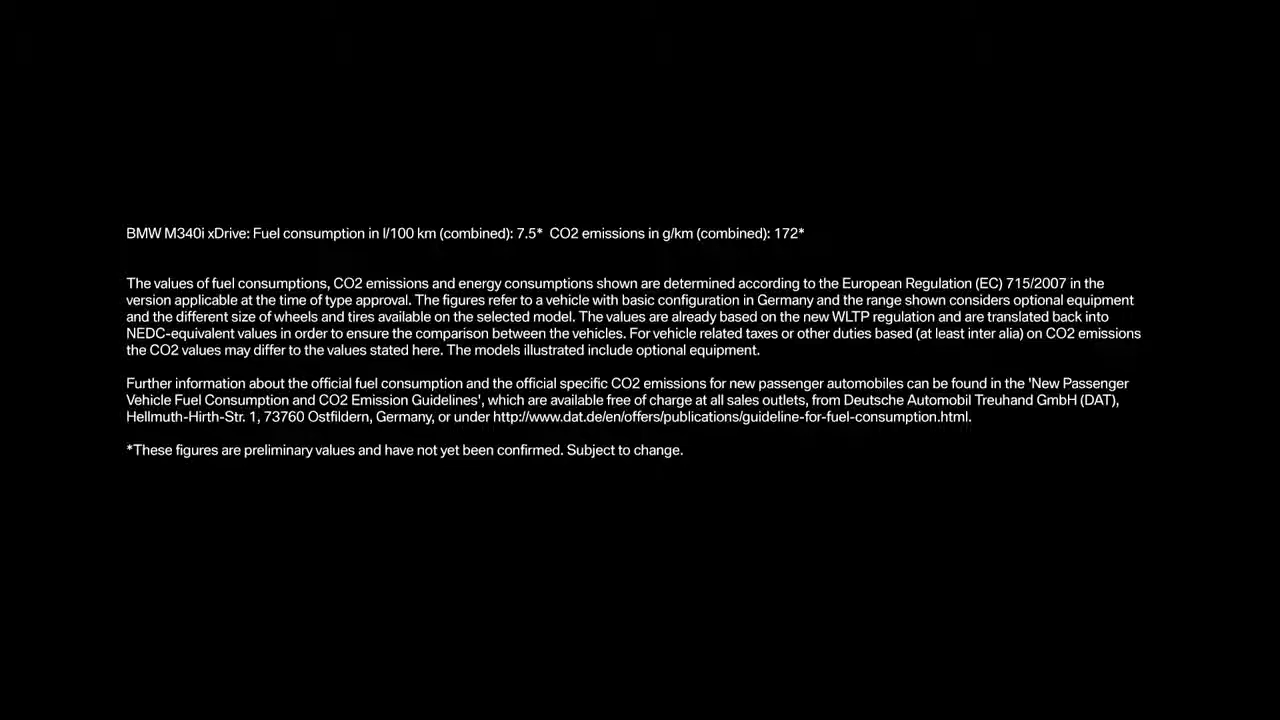 BMW M340i xDrive: Fuel consumption in l/100 km (combined): 7.5* CO2 emissions in g/km (combined): 172*
The values of fuel consumptions, CO2 emissions and energy consumptions shown are determined according to the European Regulation (EC) 715/2007 in the
version applicable at the time of type approval. The figures refer to a vehicle with basic configuration in Germany and the range shown considers optional equipment
and the different size of wheels and tires available on the selected model. The values are already based on the new WLTP regulation and are translated back into
NEDC-equivalent values in order to ensure the comparison between the vehicles. For vehicle related taxes or other duties based (at least inter alia) on CO2 emissions
the CO2 values may differ to the values stated here. The models illustrated include optional equipment.
Further information about the official fuel consumption and the official specific CO2 emissions for new passenger automobiles can be found in the 'New Passenger
Vehicle Fuel Consumption and CO2 Emission Guidelines', which are available free of charge at all sales outlets, from Deutsche Automobil Treuhand GmbH (DAT),
Hellmuth-Hirth-Str. 1, 73760 Ostfildern, Germany, or under http://www.dat.de/en/offers/publications/guideline-for-fuel-consumption.html.
*These figures are preliminary values and have not yet been confirmed. Subject to change.